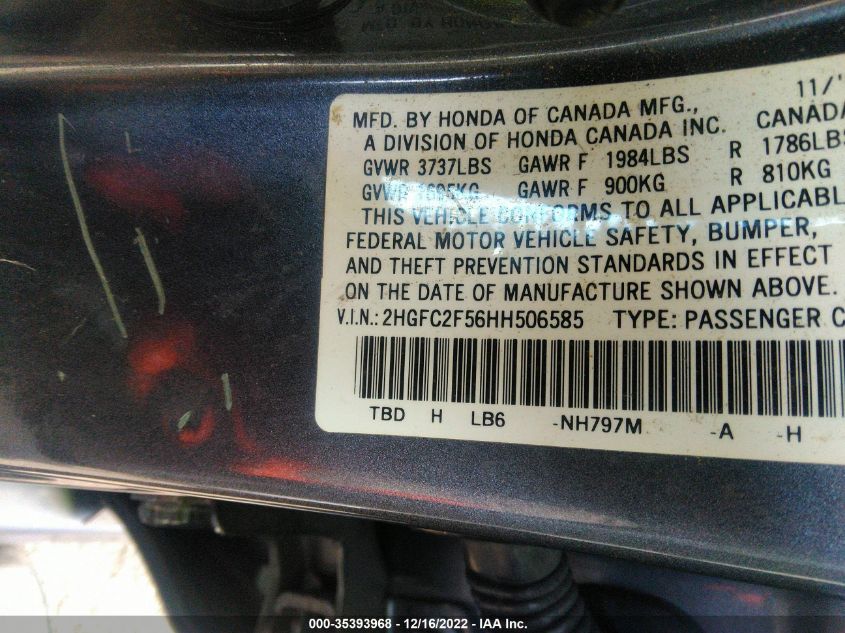 11/'
MFD. BY HONDA OF CANADA MFG.,
A DIVISION OF HONDA CANADA INC. CANADA
GVWR 3737LBS GAWR F 1984LBS R 1786LBS
GVWR 1695KG GAWR F 900KG R 810KG
THIS VEHICLE CONFORMS TO ALL APPLICABL
FEDERAL MOTOR VEHICLE SAFETY, BUMPER,
AND THEFT PREVENTION STANDARDS IN EFFECT
ON THE DATE OF MANUFACTURE SHOWN ABOVE.
V.I.N.: 2HGFC2F56HH506585 TYPE: PASSENGER C
TBD H LB6 -NH797M -A -H
000-35393968 - 12/16/2022 - IAA Inc.